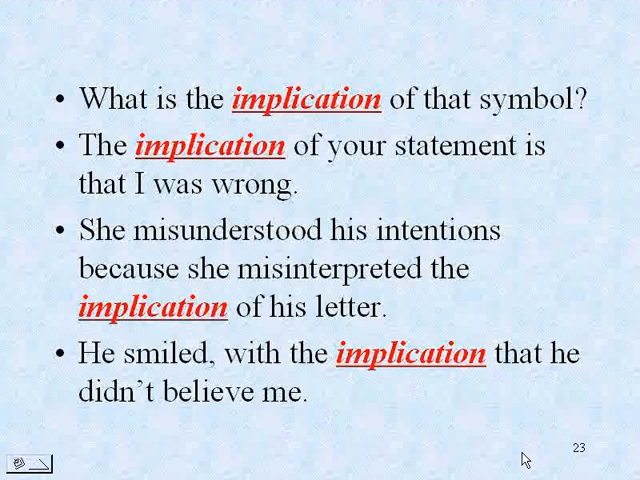 • What is the implication of that symbol?
• The implication of your statement is
that I was wrong.
• She misunderstood his intentions
because she misinterpreted the
implication of his letter.
• He smiled, with the implication that he
didn’t believe me.
23